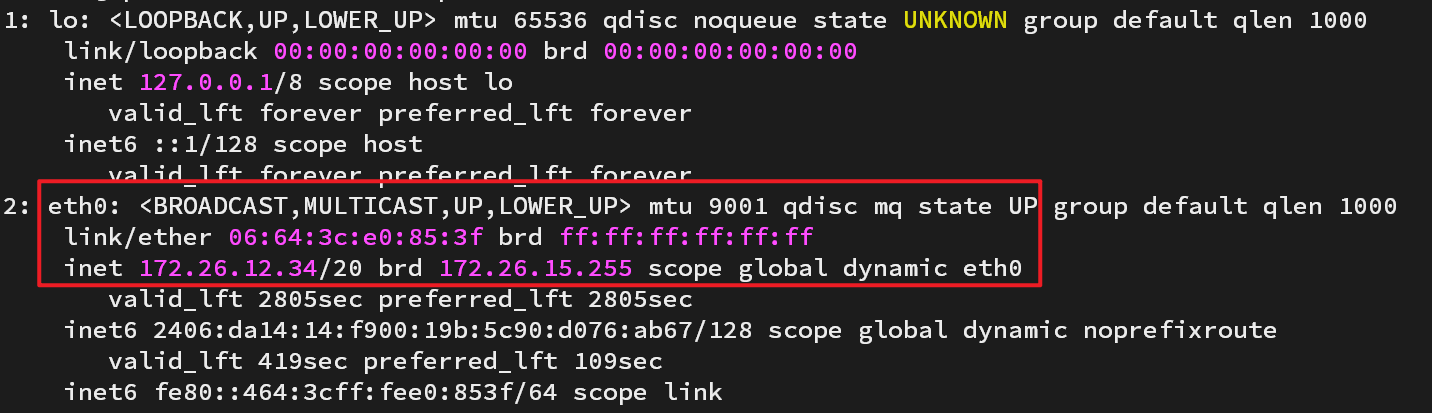 1: lo: <LOOPBACK,UP,LOWER_UP> mtu 65536 qdisc noqueue state UNKNOWN group default qlen 1000
    link/loopback 00:00:00:00:00:00 brd 00:00:00:00:00:00
    inet 127.0.0.1/8 scope host lo
       valid_lft forever preferred_lft forever
    inet6 ::1/128 scope host
       valid_lft forever preferred_lft forever
2: eth0: <BROADCAST,MULTICAST,UP,LOWER_UP> mtu 9001 qdisc mq state UP group default qlen 1000
    link/ether 06:64:3c:e0:85:3f brd ff:ff:ff:ff:ff:ff
    inet 172.26.12.34/20 brd 172.26.15.255 scope global dynamic eth0
       valid_lft 2805sec preferred_lft 2805sec
    inet6 2406:da14:14:f900:19b:5c90:d076:ab67/128 scope global dynamic noprefixroute
       valid_lft 419sec preferred_lft 109sec
    inet6 fe80::464:3cff:fee0:853f/64 scope link